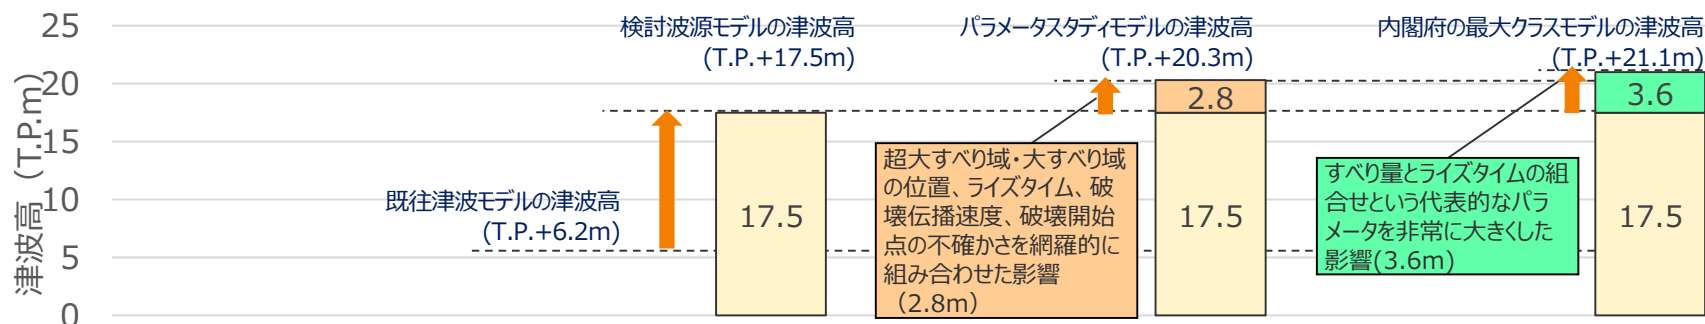 津波高（T.P.m)
25
20
15
10
5
0
検討波源モデルの津波高
(T.P.+17.5m)
パラメータスタディモデルの津波高
(T.P.+20.3m)
内閣府の最大クラスモデルの津波高
(T.P.+21.1m)
既往津波モデルの津波高
(T.P.+6.2m)
17.5
2.8
17.5
3.6
17.5
超大すべり域・大すべり域
の位置、ライズタイム、破
壊伝播速度、破壊開始
点の不確かさを網羅的に
組み合わせた影響
（2.8m）
すべり量とライズタイムの組
合せという代表的なパラ
メータを非常に大きくした
影響(3.6m)